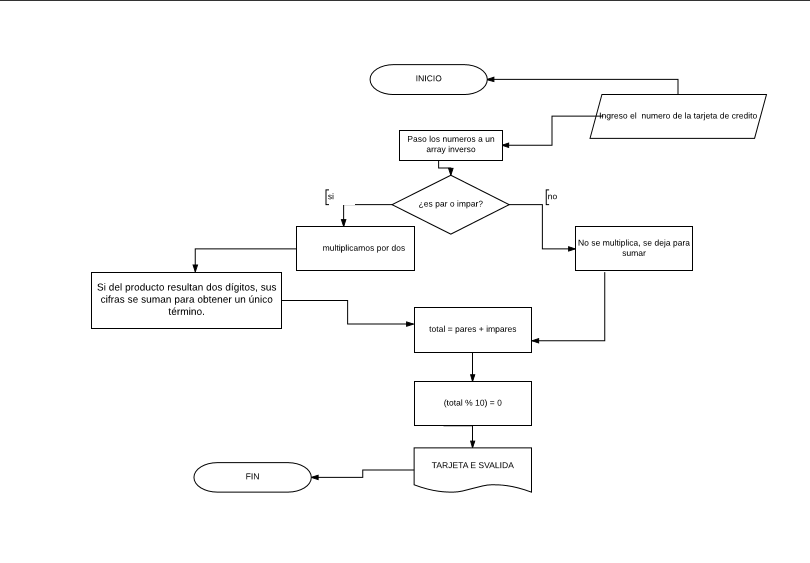 INICIO
Ingreso el numero de la tarjeta de credito
Paso los numeros a un
array inverso
si
¿es par o impar?
no
multiplicamos por dos
No se multiplica, se deja para
sumar
Si del producto resultan dos dígitos, sus
cifras se suman para obtener un único
término.
total = pares + impares
(total % 10) = 0
TARJETA E SVALIDA
FIN